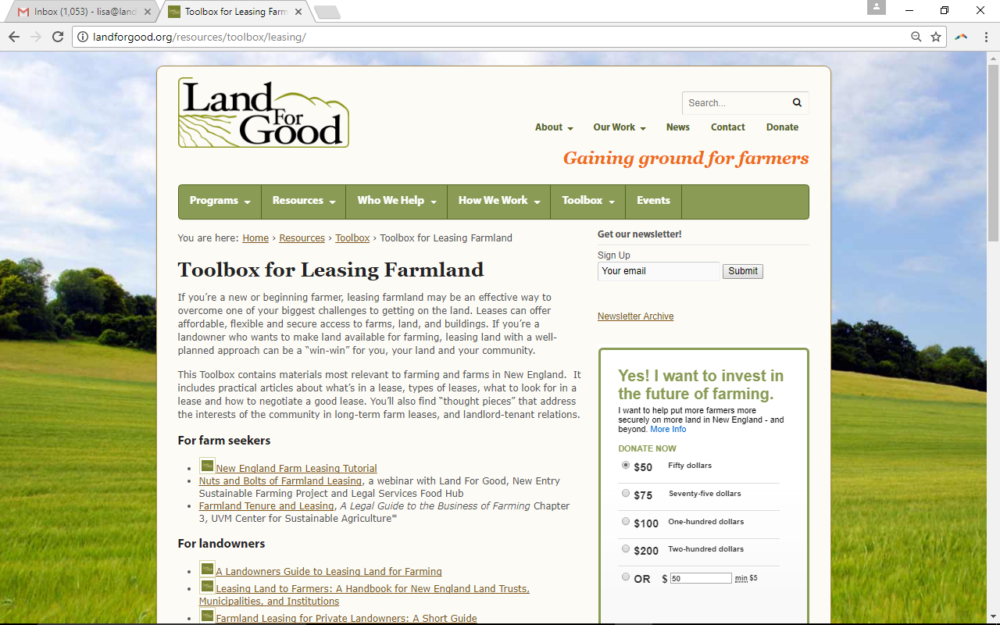 Inbox (1,053) - lisa@land
Toolbox for Leasing Farm
landforgood.org/resources/toolbox/leasing/
Land
For
Good
Search...
About Our Work News Contact Donate
Gaining ground for farmers
Programs Resources Who We Help How We Work Toolbox Events
You are here: Home › Resources › Toolbox › Toolbox for Leasing Farmland
Toolbox for Leasing Farmland
If you’re a new or beginning farmer, leasing farmland may be an effective way to
overcome one of your biggest challenges to getting on the land. Leases can offer
affordable, flexible and secure access to farms, land, and buildings. If you’re a
landowner who wants to make land available for farming, leasing land with a well-
planned approach can be a “win-win” for you, your land and your community.
This Toolbox contains materials most relevant to farming and farms in New England.  It
includes practical articles about what’s in a lease, types of leases, what to look for in a
lease and how to negotiate a good lease. You’ll also find “thought pieces” that address
the interests of the community in long-term farm leases, and landlord-tenant relations.
For farm seekers
New England Farm Leasing Tutorial
Nuts and Bolts of Farmland Leasing, a webinar with Land For Good, New Entry
Sustainable Farming Project and Legal Services Food Hub
Farmland Tenure and Leasing, A Legal Guide to the Business of Farming Chapter
3, UVM Center for Sustainable Agriculture*
For landowners
A Landowners Guide to Leasing Land for Farming
Leasing Land to Farmers: A Handbook for New England Land Trusts,
Municipalities, and Institutions
Farmland Leasing for Private Landowners: A Short Guide
Get our newsletter!
Sign Up
Your email Submit
Newsletter Archive
Yes! I want to invest in
the future of farming.
I want to help put more farmers more
securely on more land in New England - and
beyond. More Info
DONATE NOW
$50 Fifty dollars
$75 Seventy-five dollars
$100 One-hundred dollars
$200 Two-hundred dollars
OR $ 50 min $5